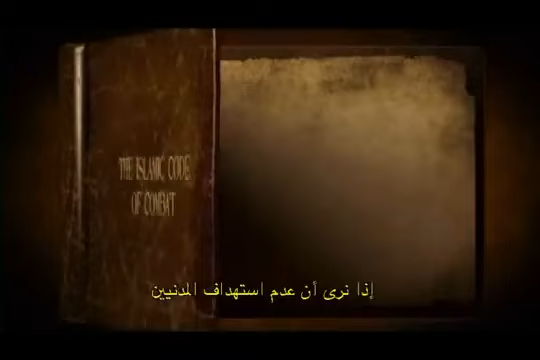 THE ISLAMIC CODE
OF COMBAT
إذا نرى أن عدم استهداف المدنيين